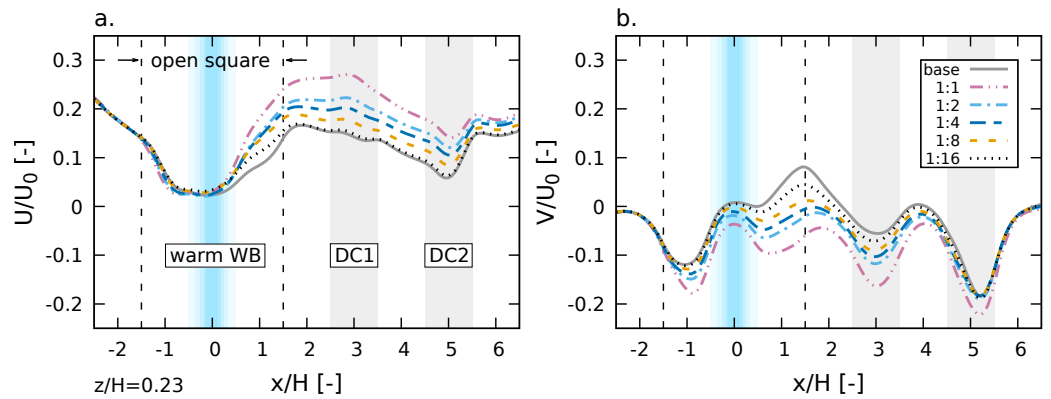 a.
U/U0 [-]
0.3
0.2
0.1
0
-0.1
-0.2
open square
warm WB
DC1
DC2
-2 -1 0 1 2 3 4 5 6
z/H=0.23
x/H [-]
b.
V/U0 [-]
0.3
0.2
0.1
0
-0.1
-0.2
base
1:1
1:2
1:4
1:8
1:16
-2 -1 0 1 2 3 4 5 6
x/H [-]